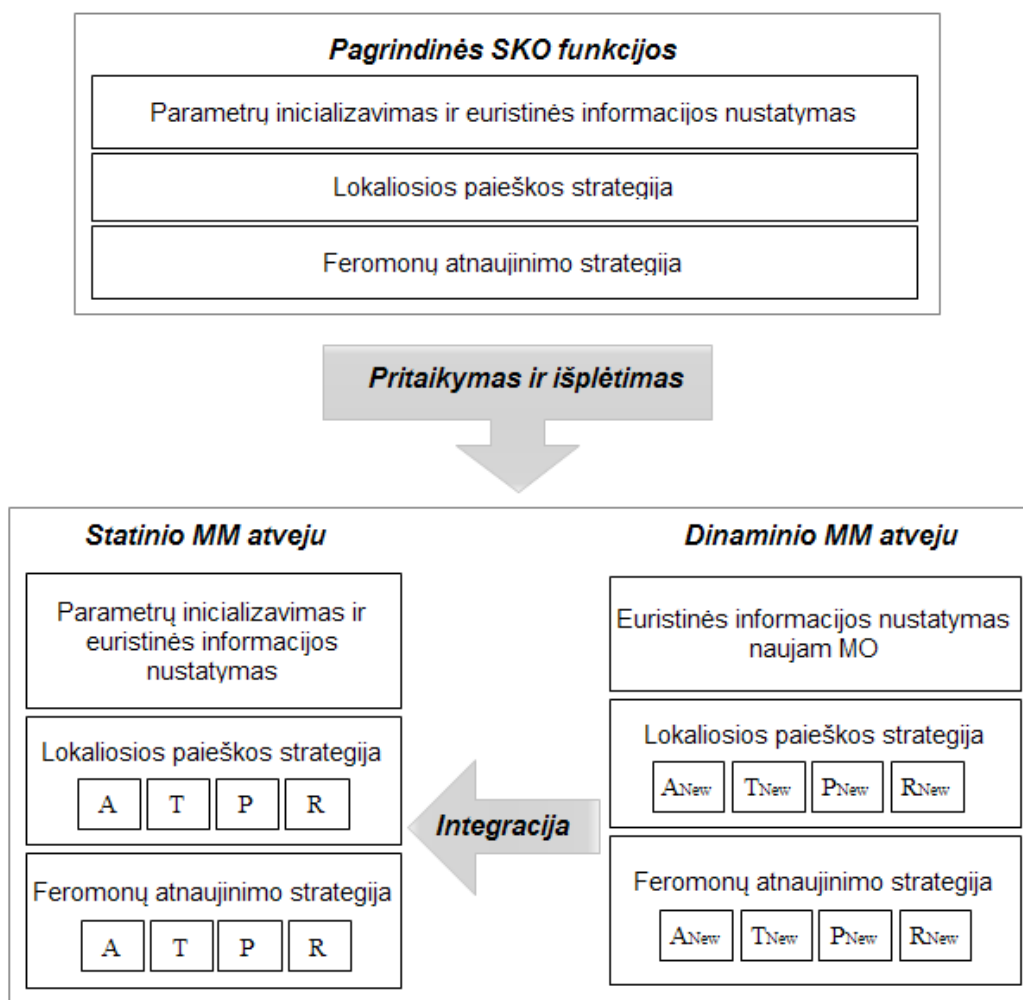 Pagrindinės SKO funkcijos
Parametrų inicializavimas ir euristinės informacijos nustatymas
Lokaliosios paieškos strategija
Feromonų atnaujinimo strategija
Pritaikymas ir išplėtimas
Statinio MM atveju
Parametrų inicializavimas ir
euristinės informacijos
nustatymas
Lokaliosios paieškos strategija
A T P R
Feromonų atnaujinimo strategija
A T P R
Integracija
Dinaminio MM atveju
Euristinės informacijos nustatymas
naujam MO
Lokaliosios paieškos strategija
ANew TNew PNew RNew
Feromonų atnaujinimo strategija
ANew TNew PNew RNew